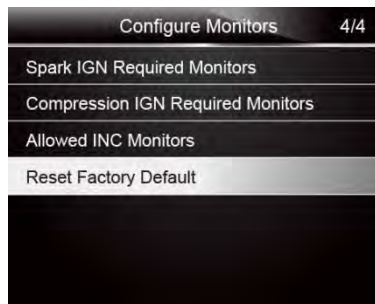 Configure Monitors 4/4
Spark IGN Required Monitors
Compression IGN Required Monitors
Allowed INC Monitors
Reset Factory Default